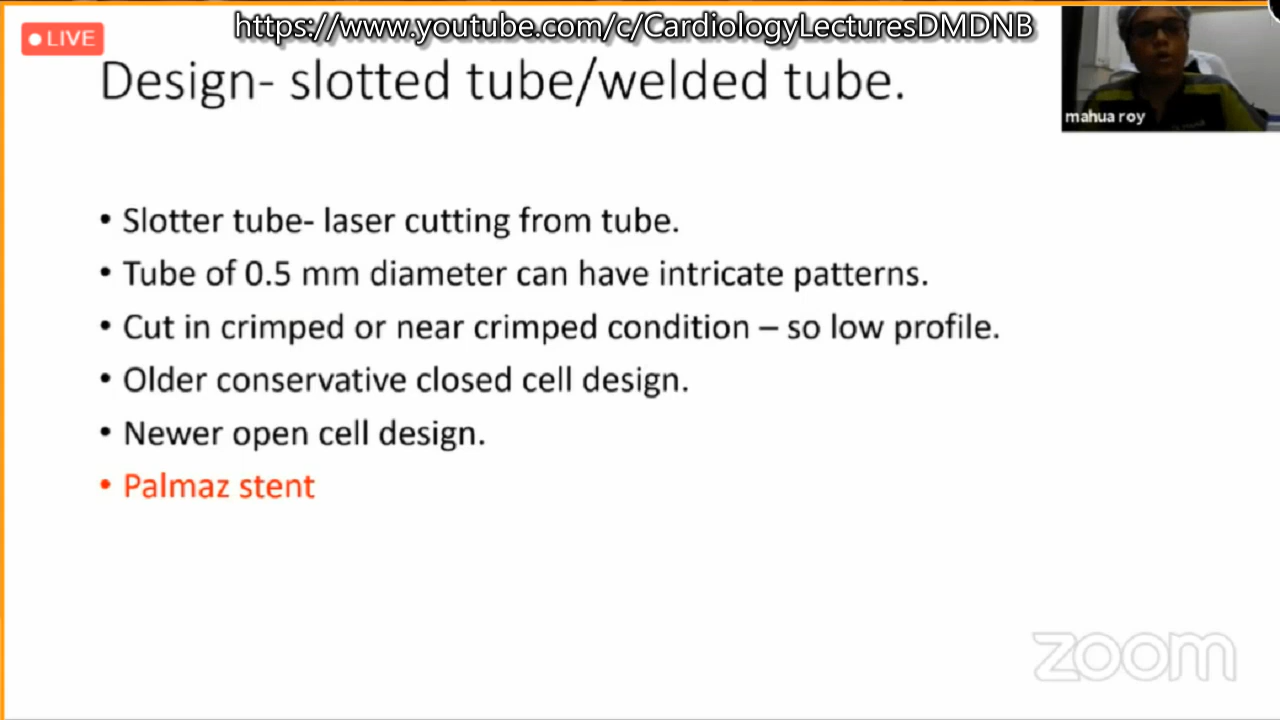 https://www.youtube.com/c/CardiologyLecturesDMDNB
LIVE
Design- slotted tube/welded tube.
mahua roy
• Slotter tube- laser cutting from tube.
• Tube of 0.5 mm diameter can have intricate patterns.
• Cut in crimped or near crimped condition – so low profile.
• Older conservative closed cell design.
• Newer open cell design.
• Palmaz stent
zoom